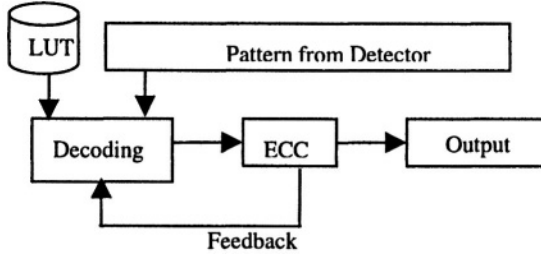 LUT
Pattern from Detector
Decoding
ECC
Output
Feedback